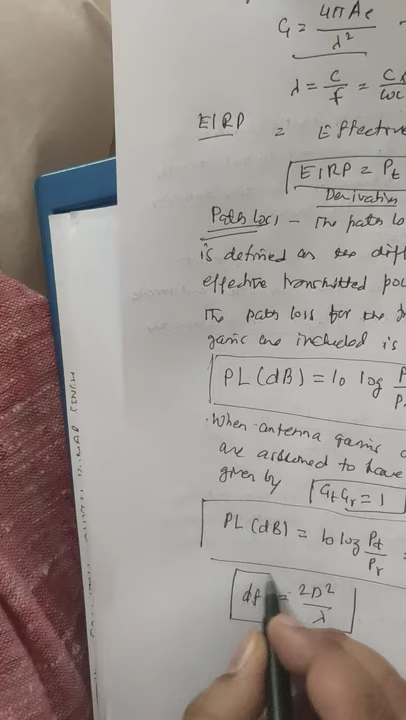 G = 4πAe / λ²
λ = c / f =
EIRP = Effective
EIRP = Pt
Derivation
Path Loss - The path lo
is defined as the diff
effective transmitted pow
The path loss for the
gains are included is
PL (dB) = 10 log
When antenna gains
are assumed to have
given by GtGr = 1
PL (dB) = 10 log Pt / Pr =
df = 2D² / λ